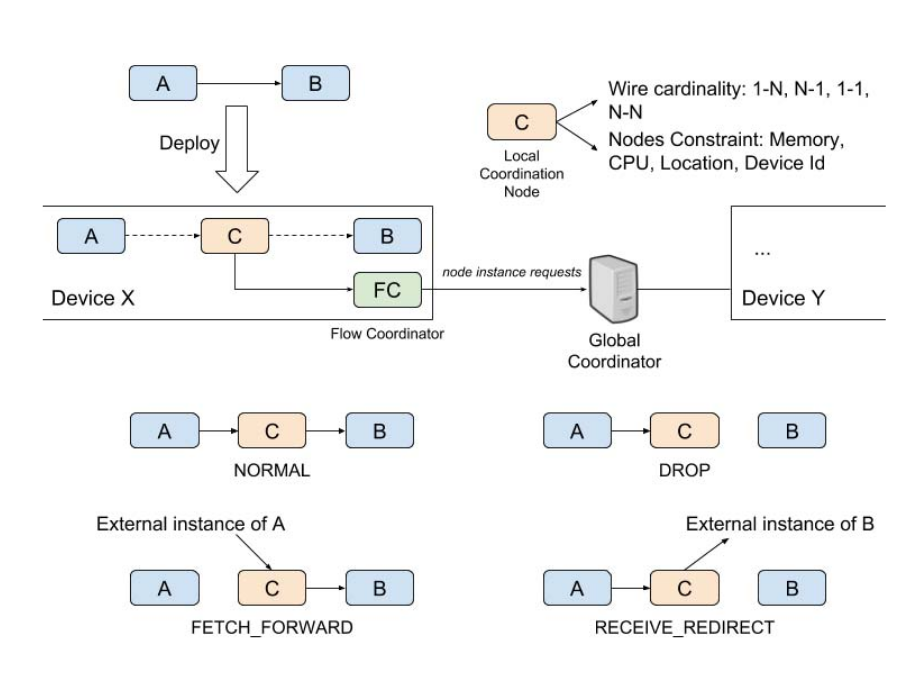 A
B
Deploy
C
Local
Coordination
Node
Wire cardinality: 1-N, N-1, 1-1,
N-N
Nodes Constraint: Memory,
CPU, Location, Device Id
A
C
B
FC
Device X
Flow Coordinator
node instance requests
Global
Coordinator
...
Device Y
A
C
B
NORMAL
A
C
B
DROP
External instance of A
A
C
B
FETCH_FORWARD
External instance of B
A
C
B
RECEIVE_REDIRECT